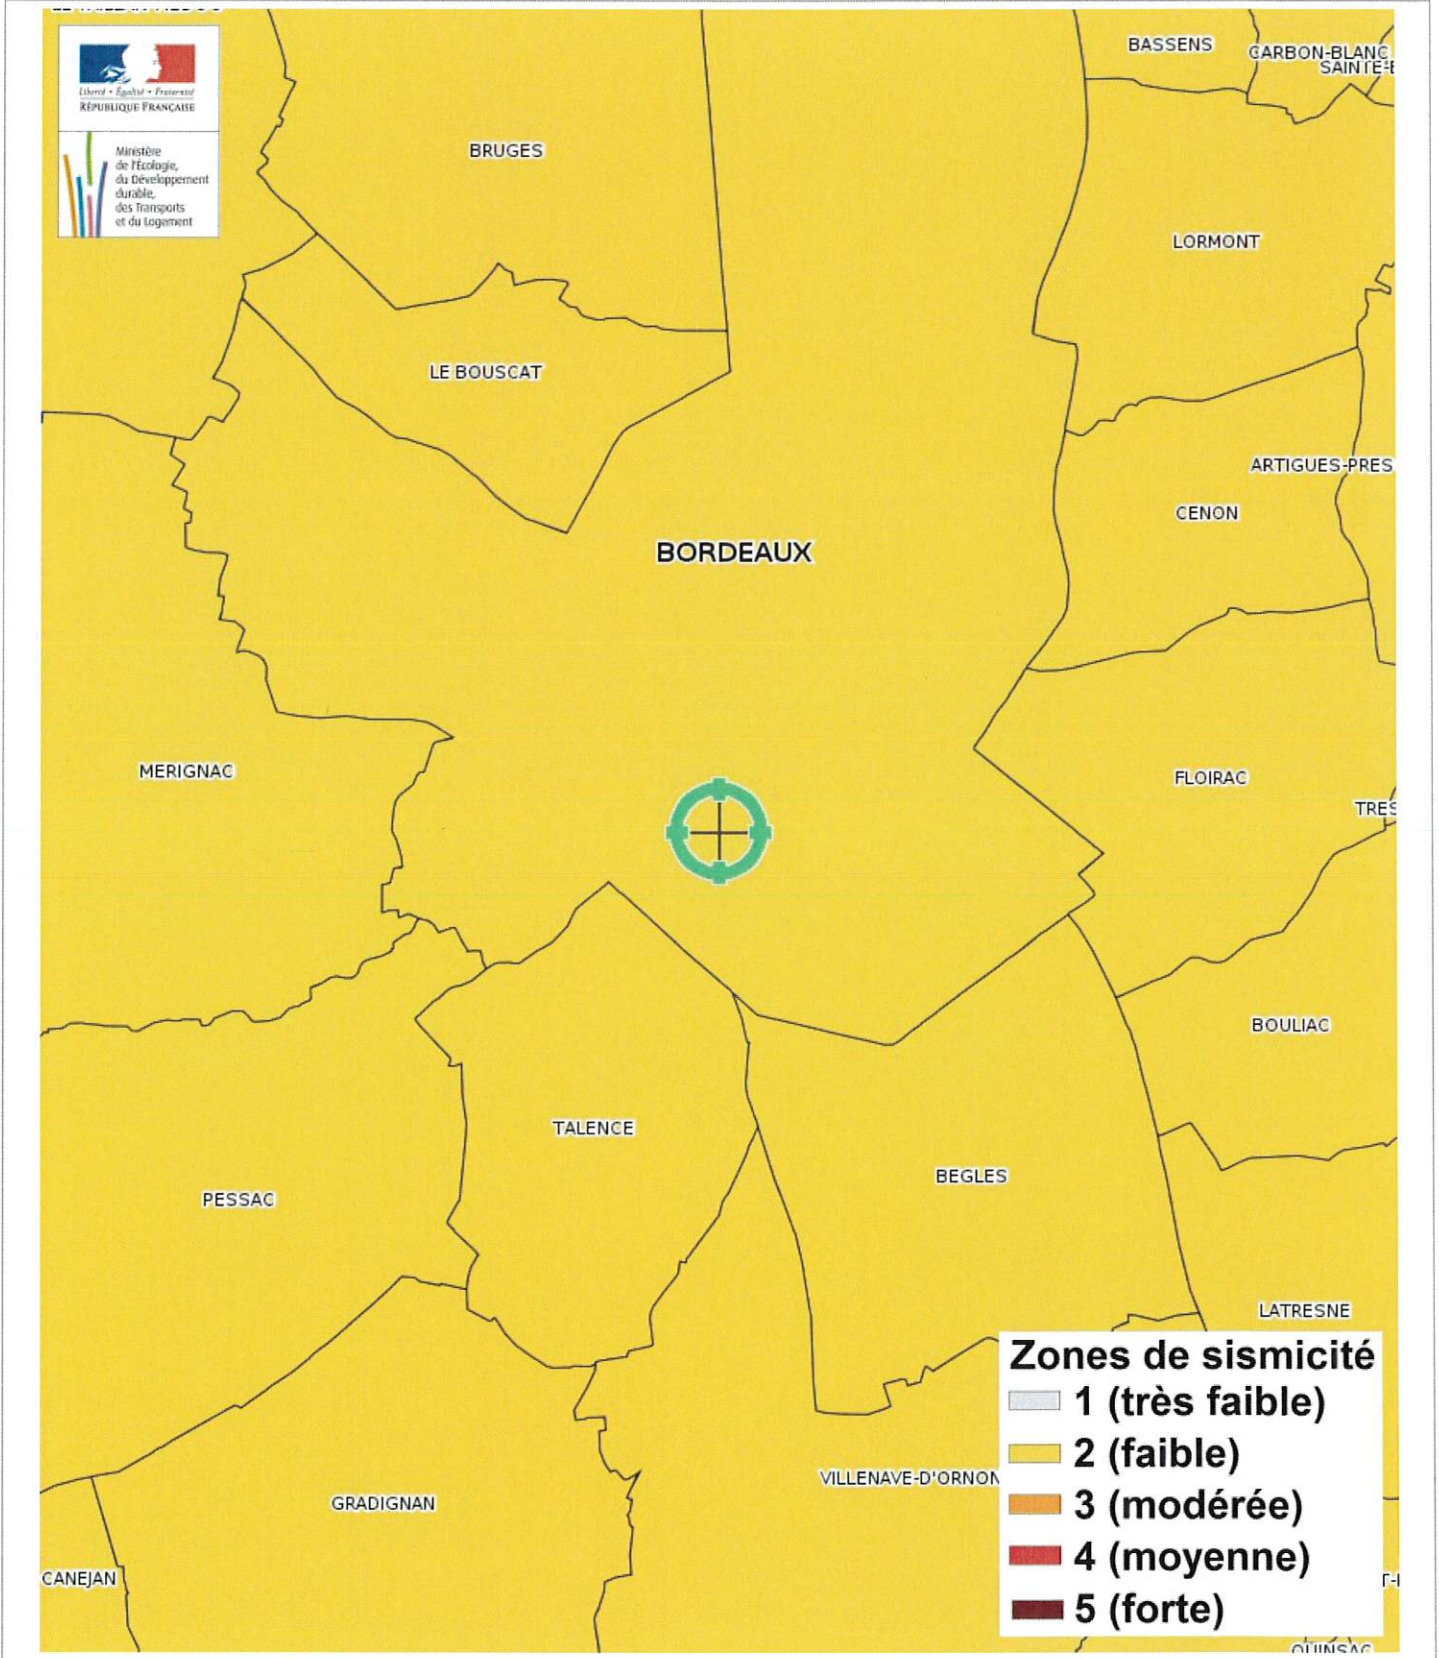 Liberté • Égalité • Fraternité
RÉPUBLIQUE FRANÇAISE
Ministère
de l'Écologie,
du Développement
durable,
des Transports
et du Logement
BASSENS
CARBON-BLANC
BRUGES
LORMONT
LE BOUSCAT
ARTIGUES-PRES
CENON
BORDEAUX
MERIGNAC
FLOIRAC
TRES
BOULIAC
TALENCE
BEGLES
PESSAC
LATRESNE
VILLENAVE-D'ORNON
GRADIGNAN
CANEJAN
Zones de sismicité
1 (très faible)
2 (faible)
3 (modérée)
4 (moyenne)
5 (forte)
QUINSAC